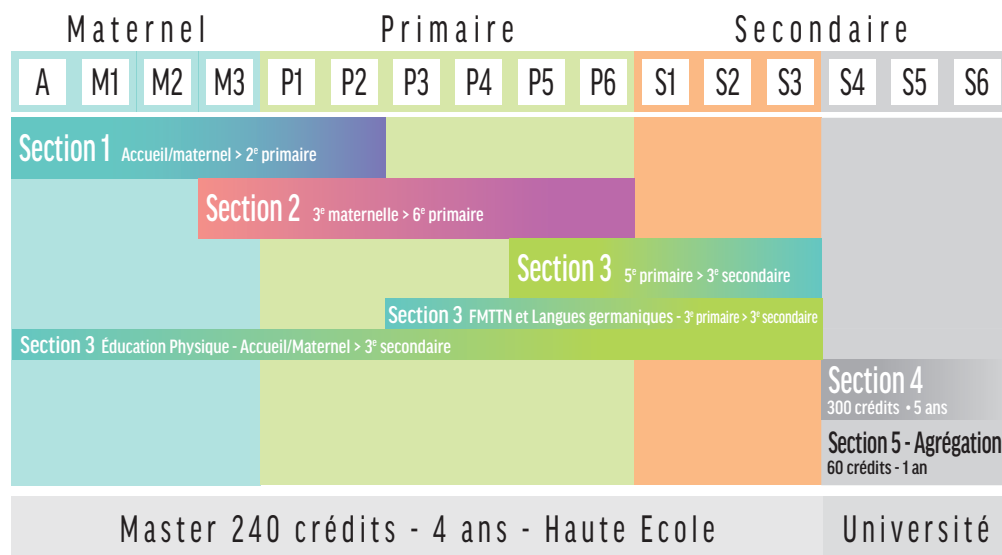 Maternel Primaire Secondaire
A M1 M2 M3 P1 P2 P3 P4 P5 P6 S1 S2 S3 S4 S5 S6
Section 1 Accueil/maternel > 2e primaire
Section 2 3e maternelle > 6e primaire
Section 3 5e primaire > 3e secondaire
Section 3 FMTTN et Langues germaniques - 3e primaire > 3e secondaire
Section 3 Éducation Physique - Accueil/Maternel > 3e secondaire
Section 4
300 crédits • 5 ans
Section 5 - Agrégation
60 crédits - 1 an
Master 240 crédits - 4 ans - Haute Ecole Université